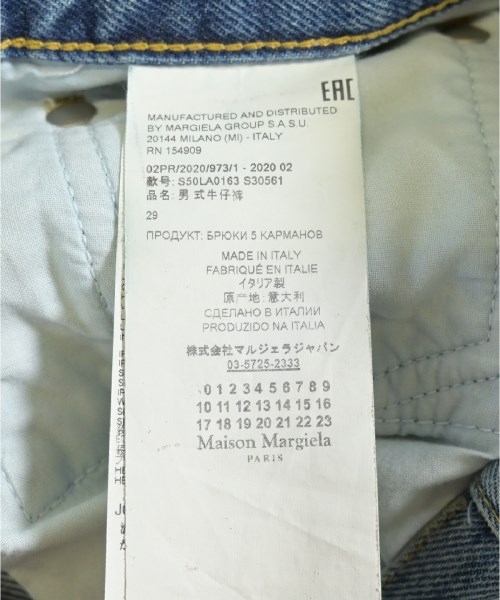 EAC
MANUFACTURED AND DISTRIBUTED
BY MARGIELA GROUP S.A.S.U.
20144 MILANO (MI) - ITALY
RN 154909
02PR/2020/973/1 - 2020 02
款号: S50LA0163 S30561
品名: 男式牛仔裤
29
ПРОДУКТ: БРЮКИ 5 КАРМАНОВ
MADE IN ITALY
FABRIQUÉ EN ITALIE
イタリア製
原产地: 意大利
СДЕЛАНО В ИТАЛИИ
PRODUZIDO NA ITALIA
株式会社マルジェラジャパン
03-5725-2333
0 1 2 3 4 5 6 7 8 9
10 11 12 13 14 15 16
17 18 19 20 21 22 23
Maison Margiela
PARIS